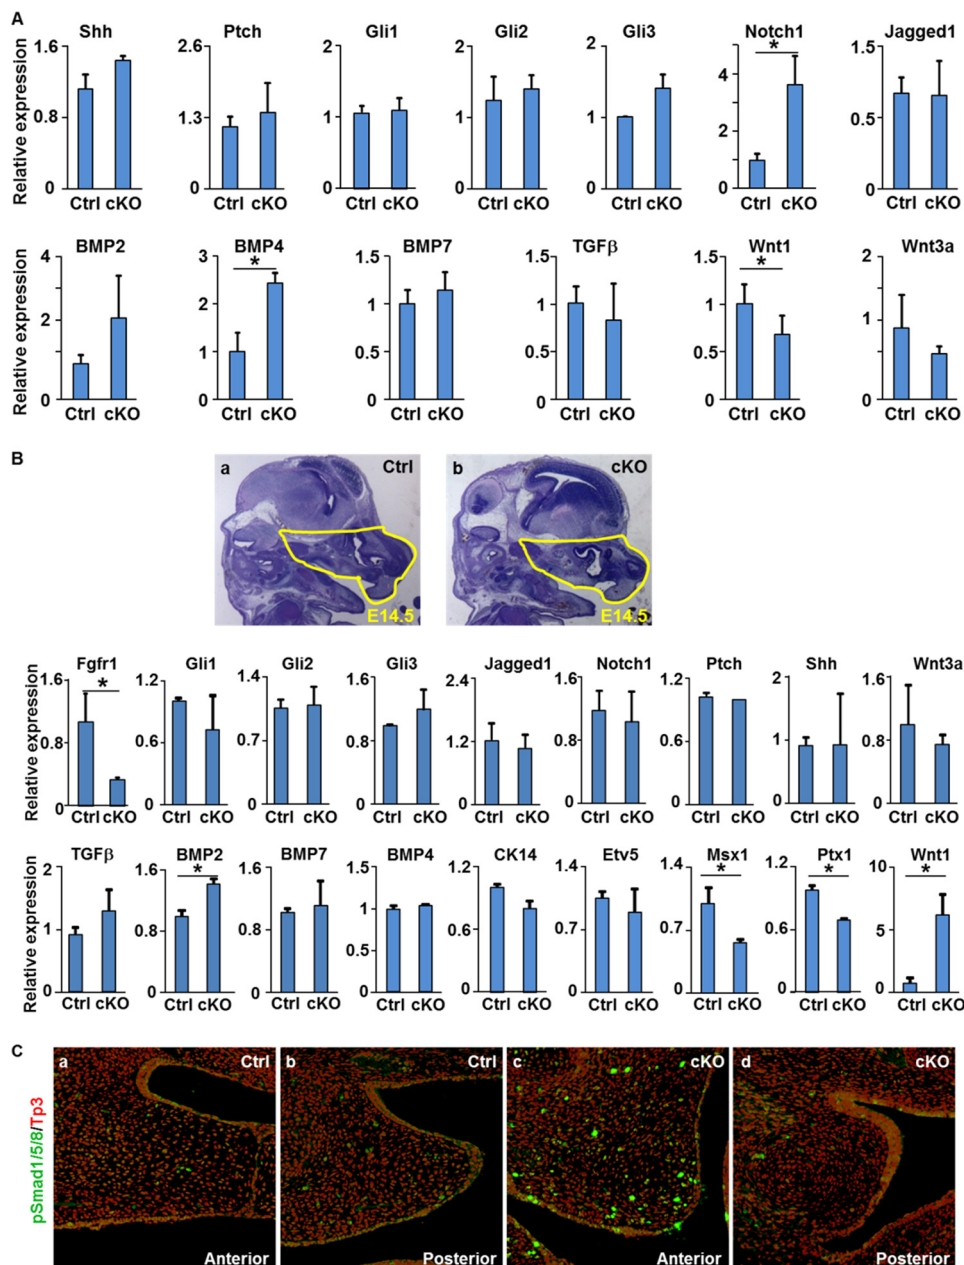 A
Shh Ptch Gli1 Gli2 Gli3 Notch1 Jagged1
Relative expression
1.6 0.8 0
2.6 1.3 0
2 1 0
2 1 0
2 1 0
* 4 2 0
1.5 0.5 0
Ctrl cKO Ctrl cKO Ctrl cKO Ctrl cKO Ctrl cKO Ctrl cKO Ctrl cKO
BMP2 BMP4 BMP7 TGFβ Wnt1 Wnt3a
Relative expression
4 2 0
* 3 2 1 0
1.5 1 0.5 0
1.5 1 0.5 0
* 1.5 1 0.5 0
2 1 0
Ctrl cKO Ctrl cKO Ctrl cKO Ctrl cKO Ctrl cKO Ctrl cKO
B
a Ctrl E14.5
b cKO E14.5
Fgfr1 Gli1 Gli2 Gli3 Jagged1 Notch1 Ptch Shh Wnt3a
Relative expression
* 1.6 0.8 0
1.2 0.6 0
1.4 0.7 0
1.6 0.8 0
2.4 1.2 0
1.6 0.8 0
1.2 0.6 0
1.6 0.8 0
1.6 0.8 0
Ctrl cKO Ctrl cKO Ctrl cKO Ctrl cKO Ctrl cKO Ctrl cKO Ctrl cKO Ctrl cKO Ctrl cKO
TGFβ BMP2 BMP7 BMP4 CK14 Etv5 Msx1 Ptx1 Wnt1
Relative expression
2 1 0
* 1.6 0.8 0
1.6 0.8 0
1.5 1 0.5 0
1.2 0.6 0
1.4 0.7 0
* 1.4 0.7 0
* 1.2 0.6 0
* 10 5 0
Ctrl cKO Ctrl cKO Ctrl cKO Ctrl cKO Ctrl cKO Ctrl cKO Ctrl cKO Ctrl cKO Ctrl cKO
C
pSmad1/5/8/Tp3
a Ctrl Anterior
b Ctrl Posterior
c cKO Anterior
d cKO Posterior